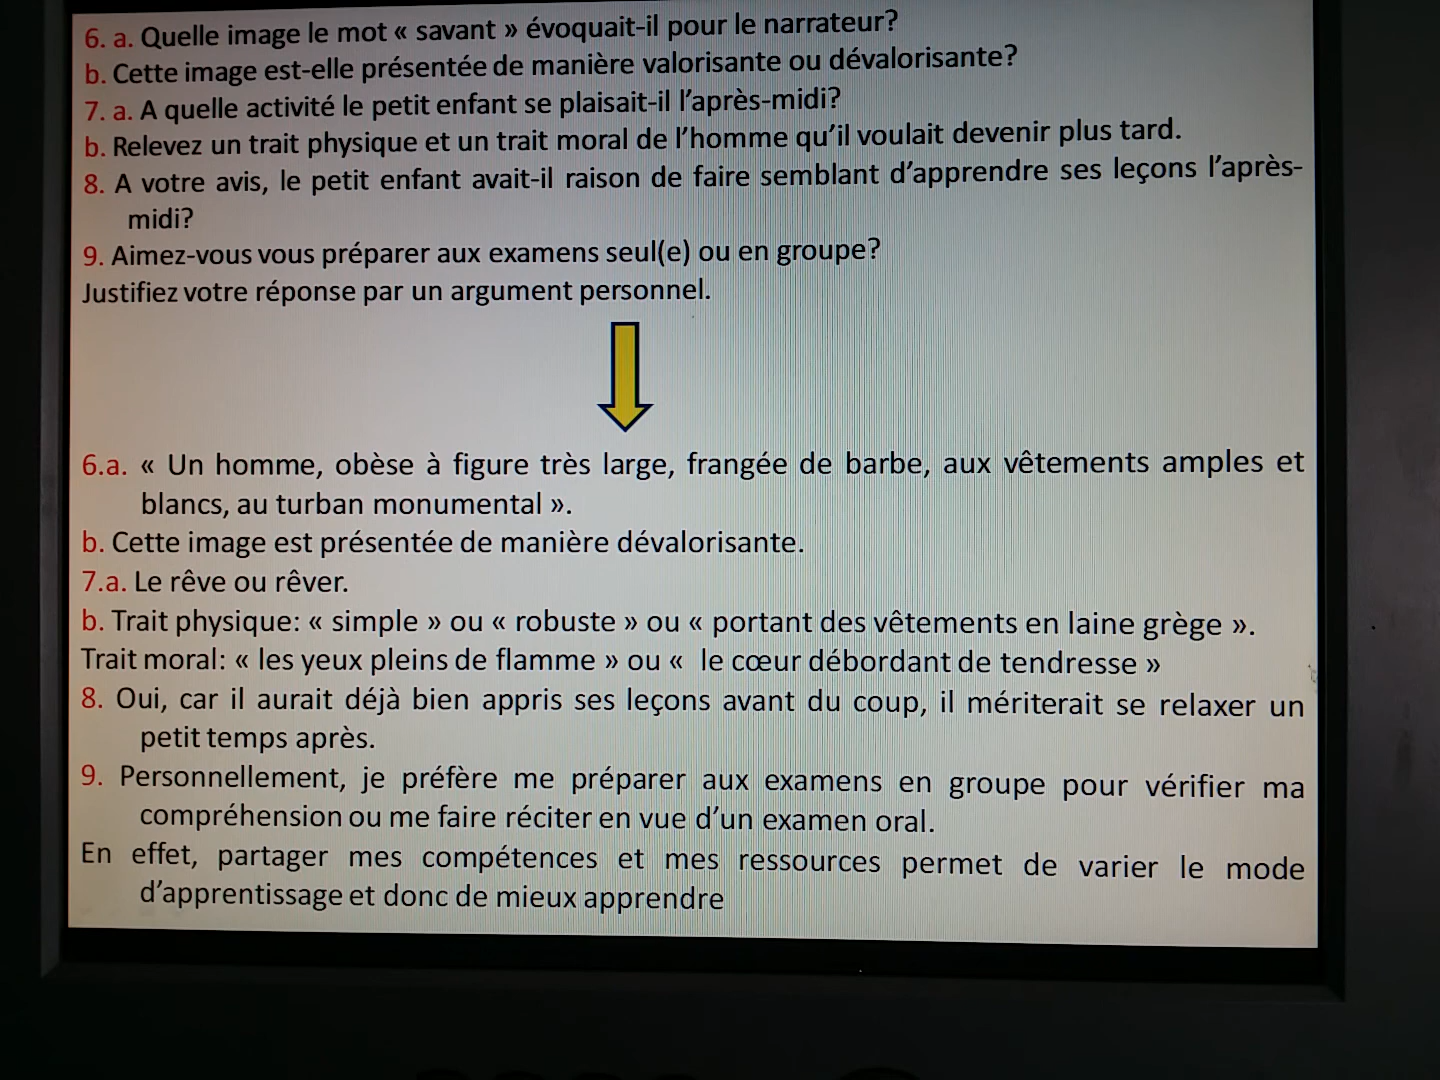 6. a. Quelle image le mot « savant » évoquait-il pour le narrateur?
b. Cette image est-elle présentée de manière valorisante ou dévalorisante?
7. a. A quelle activité le petit enfant se plaisait-il l'après-midi?
b. Relevez un trait physique et un trait moral de l'homme qu'il voulait devenir plus tard.
8. A votre avis, le petit enfant avait-il raison de faire semblant d'apprendre ses leçons l'après-
midi?
9. Aimez-vous vous préparer aux examens seul(e) ou en groupe?
Justifiez votre réponse par un argument personnel.
6.a. « Un homme, obèse à figure très large, frangée de barbe, aux vêtements amples et
blancs, au turban monumental ».
b. Cette image est présentée de manière dévalorisante.
7.a. Le rêve ou rêver.
b. Trait physique: « simple » ou « robuste » ou « portant des vêtements en laine grège ».
Trait moral: « les yeux pleins de flamme » ou « le cœur débordant de tendresse »
8. Oui, car il aurait déjà bien appris ses leçons avant du coup, il mériterait se relaxer un
petit temps après.
9. Personnellement, je préfère me préparer aux examens en groupe pour vérifier ma
compréhension ou me faire réciter en vue d'un examen oral.
En effet, partager mes compétences et mes ressources permet de varier le mode
d'apprentissage et donc de mieux apprendre